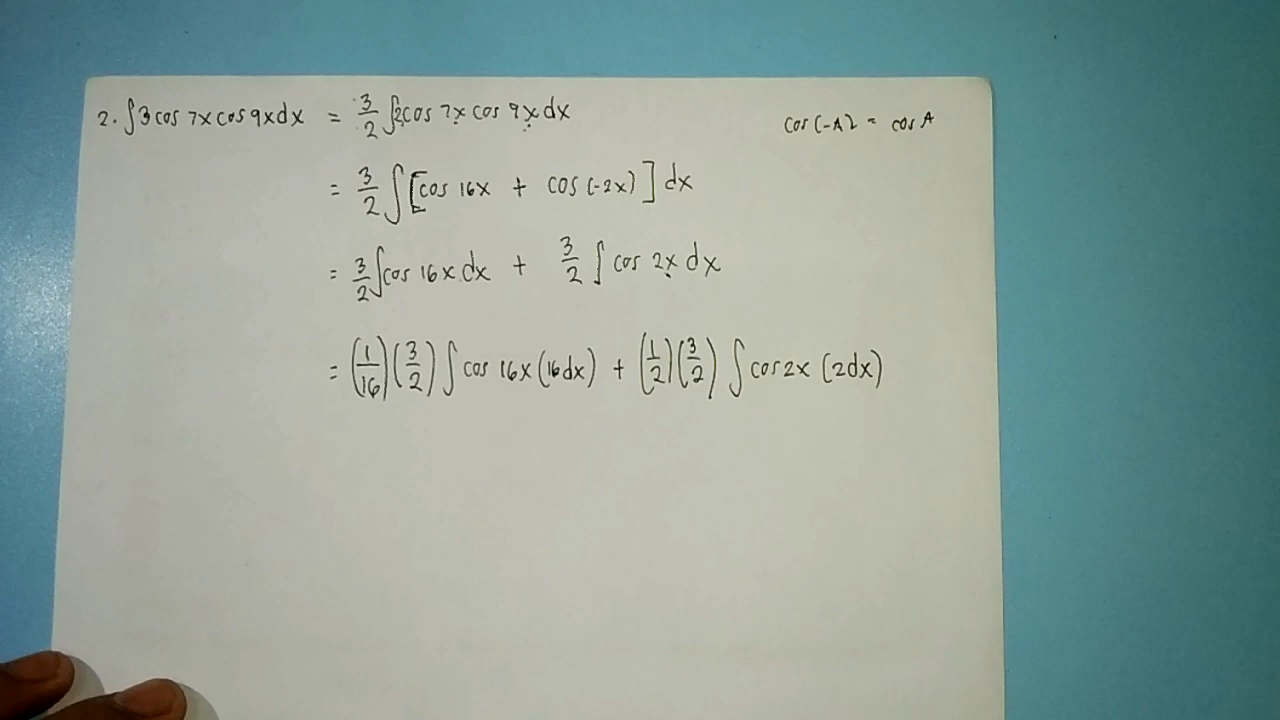 2. ∫3 cos 7x cos 9x dx = 3/2 ∫2cos 7x cos 9x dx
cos (-A) = cos A
= 3/2 ∫[cos 16x + cos (-2x)] dx
= 3/2 ∫cos 16x dx + 3/2 ∫ cos 2x dx
= (1/16)(3/2) ∫ cos 16x (16dx) + (1/2)(3/2) ∫ cos 2x (2dx)